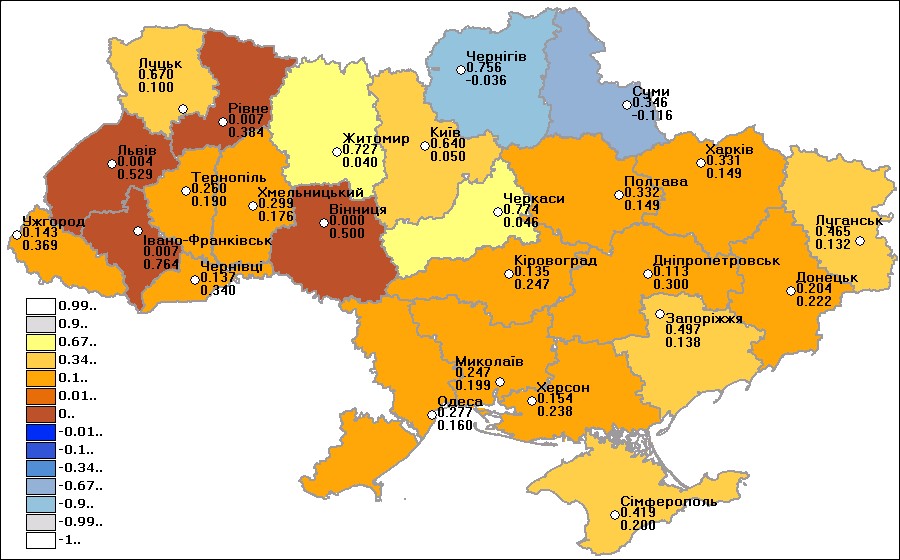 Чернігів
0.756
-0.036
Суми
0.346
-0.116
Луцьк
0.670
0.100
Рівне
0.007
0.384
Житомир
0.727
0.040
Київ
0.640
0.050
Львів
0.004
0.529
Харків
0.331
0.149
Тернопіль
0.260
0.190
Хмельницький
0.299
0.176
Полтава
0.332
0.149
Вінниця
0.006
0.500
Черкаси
0.774
0.046
Ужгород
0.143
0.369
Луганськ
0.465
0.132
Івано-Франківськ
0.007
0.764
Чернівці
0.137
0.340
Кіровоград
0.135
0.247
Дніпропетровськ
0.113
0.300
Донецьк
0.204
0.222
Запоріжжя
0.497
0.138
Миколаїв
0.247
0.199
Херсон
0.154
0.238
Одеса
0.277
0.160
Сімферополь
0.419
0.200
0.99..
0.9..
0.67..
0.34..
0.1..
0.01..
0..
-0.01..
-0.1..
-0.34..
-0.67..
-0.9..
-0.99..
-1..